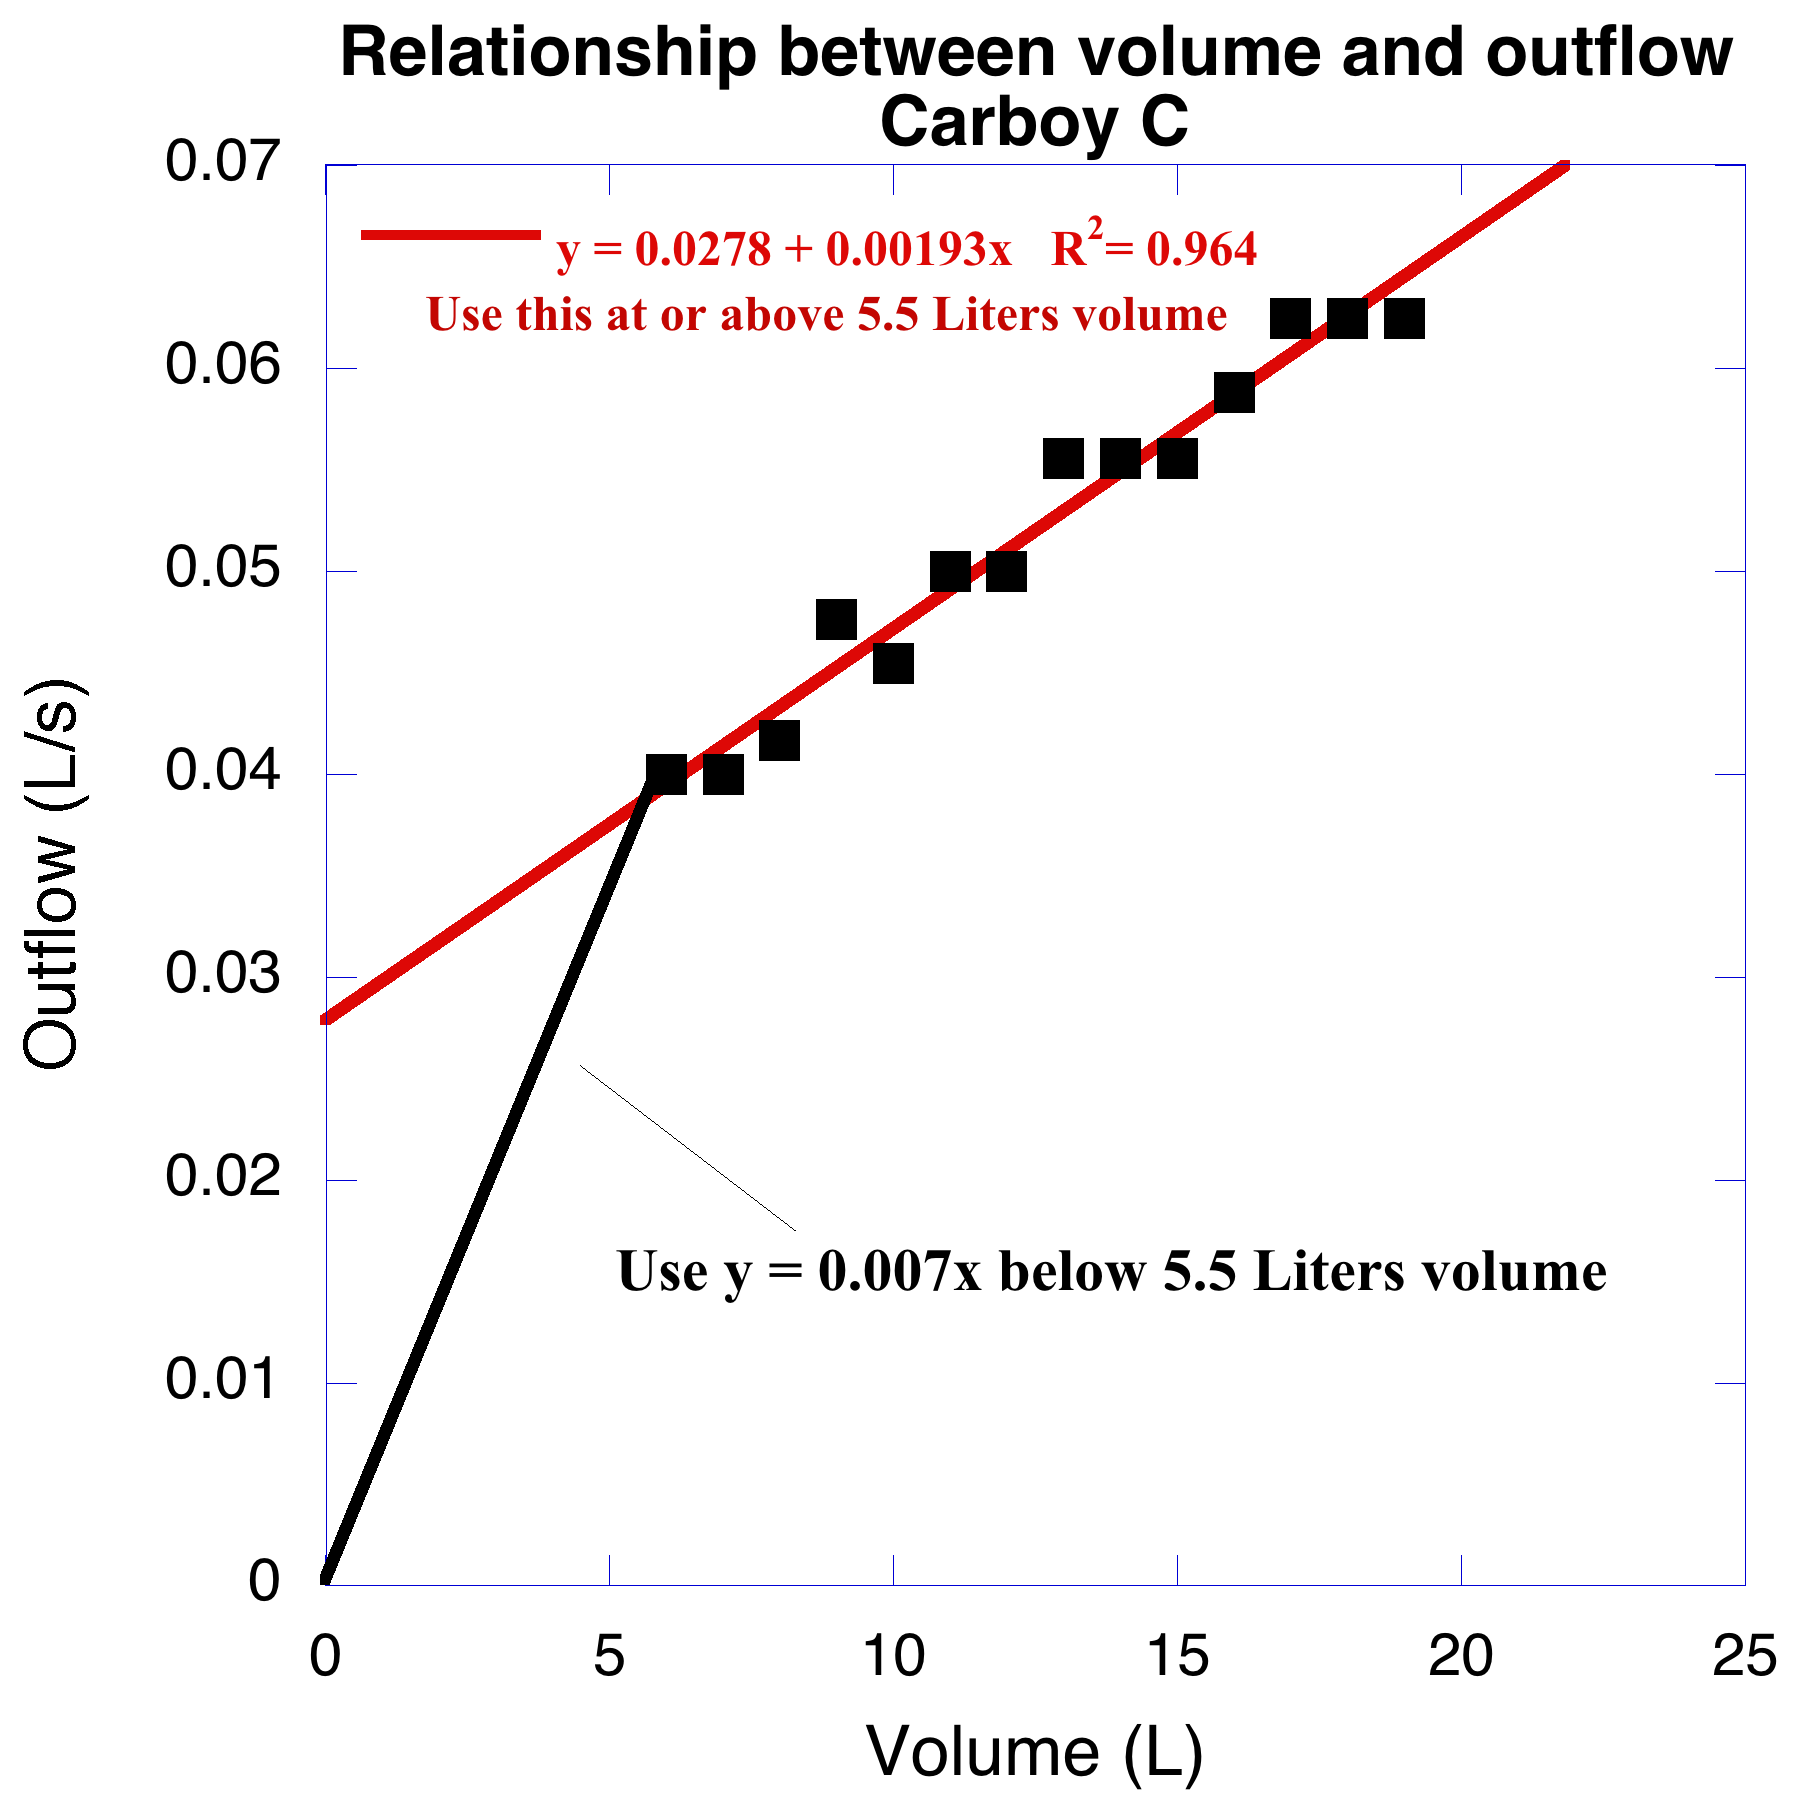 Relationship between volume and outflow
Carboy C
0.07
y = 0.0278 + 0.00193x R²= 0.964
Use this at or above 5.5 Liters volume
0.06
0.05
0.04
0.03
0.02
0.01
0
Outflow (L/s)
Use y = 0.007x below 5.5 Liters volume
0 5 10 15 20 25
Volume (L)